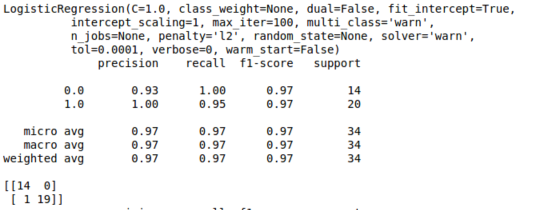 LogisticRegression(C=1.0, class_weight=None, dual=False, fit_intercept=True,
intercept_scaling=1, max_iter=100, multi_class='warn',
n_jobs=None, penalty='l2', random_state=None, solver='warn',
tol=0.0001, verbose=0, warm_start=False)
precision recall f1-score support
0.0 0.93 1.00 0.97 14
1.0 1.00 0.95 0.97 20
micro avg 0.97 0.97 0.97 34
macro avg 0.97 0.97 0.97 34
weighted avg 0.97 0.97 0.97 34
[[14 0]
[ 1 19]]